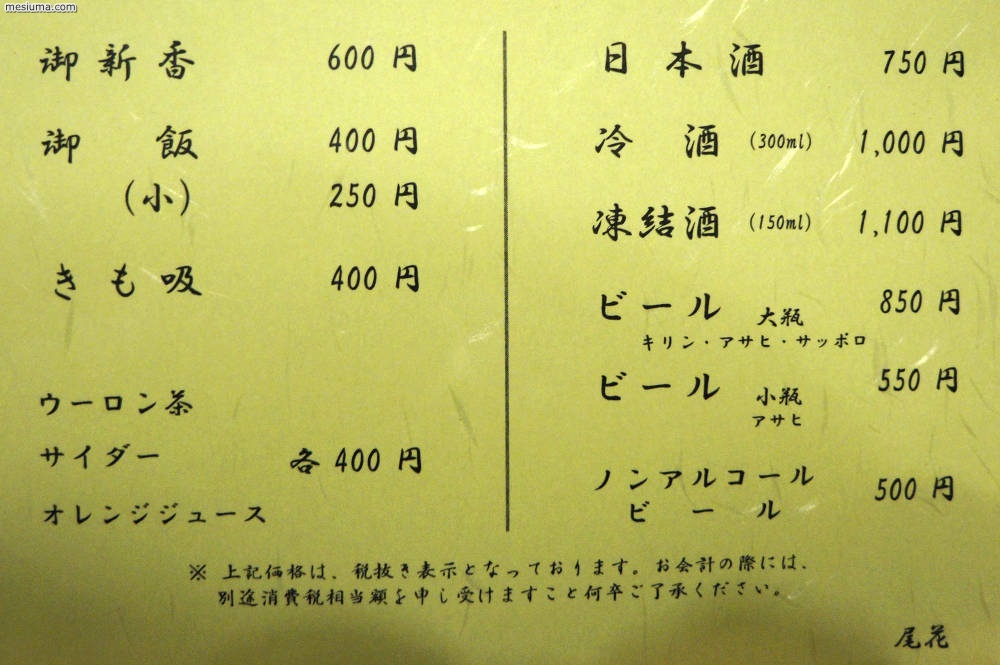 mesiuma.com
御新香 600円
御飯 400円
(小) 250円
きも吸 400円
ウーロン茶
サイダー 各400円
オレンジジュース
日本酒 750円
冷酒 (300ml) 1,000円
凍結酒 (150ml) 1,100円
ビール 大瓶 850円
キリン・アサヒ・サッポロ
ビール 小瓶 550円
アサヒ
ノンアルコール
ビール 500円
※ 上記価格は、税抜き表示となっております。お会計の際には、
別途消費税相当額を申し受けますこと何卒ご了承ください。
尾花